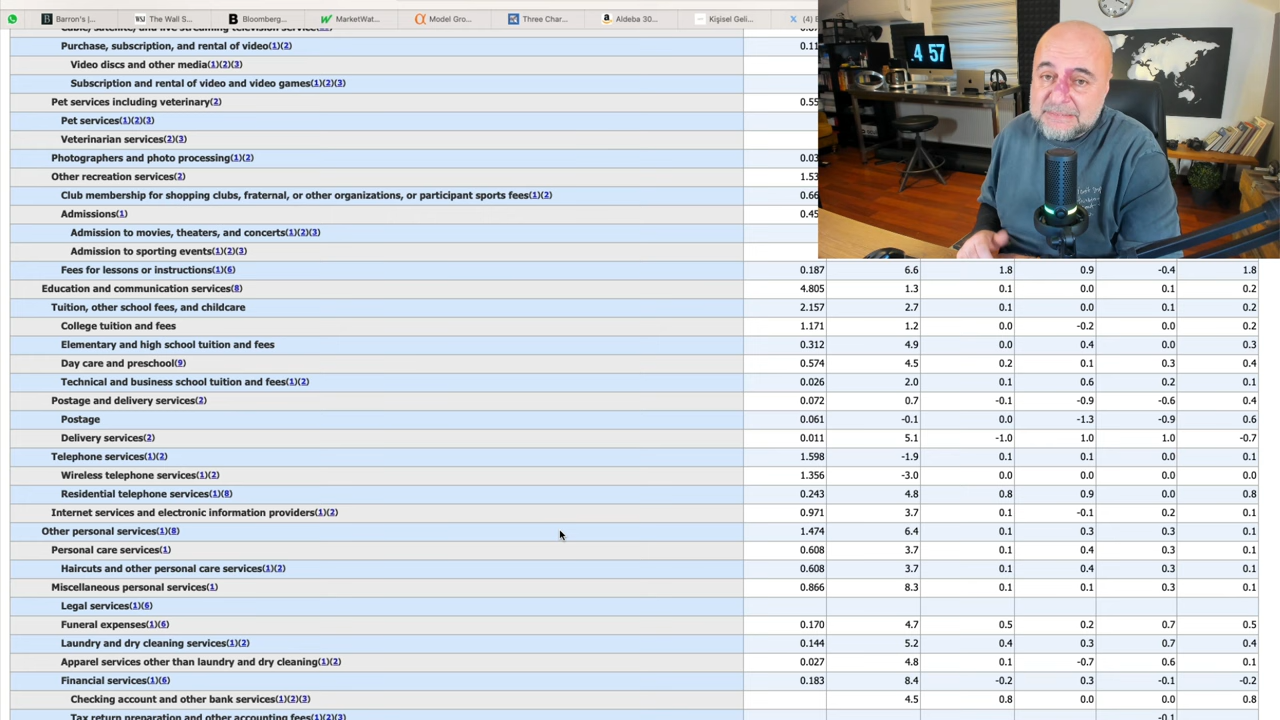 Barron's |...
WSJ The Wall S...
B Bloomberg...
MarketWat...
α Model Gro...
Three Char...
Aldeba 30...
Kişisel Geli...
X (4)
Purchase, subscription, and rental of video(1)(2) 0.11
Video discs and other media(1)(2)(3)
Subscription and rental of video and video games(1)(2)(3)
Pet services including veterinary(2) 0.55
Pet services(1)(2)(3)
Veterinarian services(2)(3)
Photographers and photo processing(1)(2) 0.03
Other recreation services(2) 1.53
Club membership for shopping clubs, fraternal, or other organizations, or participant sports fees(1)(2) 0.66
Admissions(1) 0.45
Admission to movies, theaters, and concerts(1)(2)(3)
Admission to sporting events(1)(2)(3)
Fees for lessons or instructions(1)(6) 0.187 6.6 1.8 0.9 -0.4 1.8
Education and communication services(8) 4.805 1.3 0.1 0.0 0.1 0.2
Tuition, other school fees, and childcare 2.157 2.7 0.1 0.0 0.1 0.2
College tuition and fees 1.171 1.2 0.0 -0.2 0.0 0.2
Elementary and high school tuition and fees 0.312 4.9 0.0 0.4 0.0 0.3
Day care and preschool(9) 0.574 4.5 0.2 0.1 0.3 0.4
Technical and business school tuition and fees(1)(2) 0.026 2.0 0.1 0.6 0.2 0.1
Postage and delivery services(2) 0.072 0.7 -0.1 -0.9 -0.6 0.4
Postage 0.061 -0.1 0.0 -1.3 -0.9 0.6
Delivery services(2) 0.011 5.1 -1.0 1.0 1.0 -0.7
Telephone services(1)(2) 1.598 -1.9 0.1 0.1 0.0 0.1
Wireless telephone services(1)(2) 1.356 -3.0 0.0 0.0 0.0 0.0
Residential telephone services(1)(8) 0.243 4.8 0.8 0.9 0.0 0.8
Internet services and electronic information providers(1)(2) 0.971 3.7 0.1 -0.1 0.2 0.1
Other personal services(1)(8) 1.474 6.4 0.1 0.3 0.3 0.1
Personal care services(1) 0.608 3.7 0.1 0.4 0.3 0.1
Haircuts and other personal care services(1)(2) 0.608 3.7 0.1 0.4 0.3 0.1
Miscellaneous personal services(1) 0.866 8.3 0.1 0.1 0.3 0.1
Legal services(1)(6)
Funeral expenses(1)(6) 0.170 4.7 0.5 0.2 0.7 0.5
Laundry and dry cleaning services(1)(2) 0.144 5.2 0.4 0.3 0.7 0.4
Apparel services other than laundry and dry cleaning(1)(2) 0.027 4.8 0.1 -0.7 0.6 0.1
Financial services(1)(6) 0.183 8.4 -0.2 0.3 -0.1 -0.2
Checking account and other bank services(1)(2)(3) 4.5 0.8 0.0 0.0 0.8
Tax return preparation and other accounting fees(1)(2)(3) -0.1
4 57